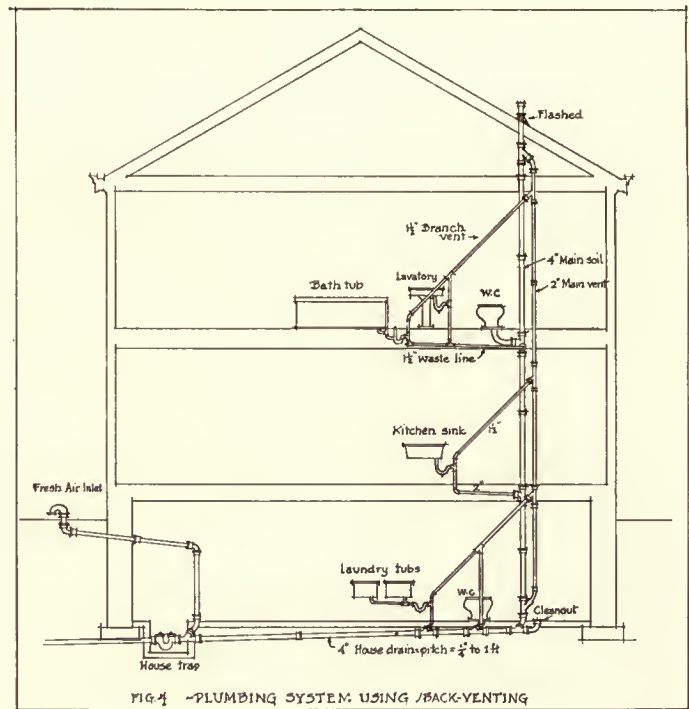 Flashed
1½" Branch
vent
4" Main soil
2" Main vent
Lavatory
Bath tub
W.C
1½" Waste line
Kitchen sink
1½"
2"
Fresh Air Inlet
Laundry tubs
W.C
Cleanout
4" House drain-pitch = ¼" to 1 ft
House trap
FIG.4 -PLUMBING SYSTEM USING BACK-VENTING